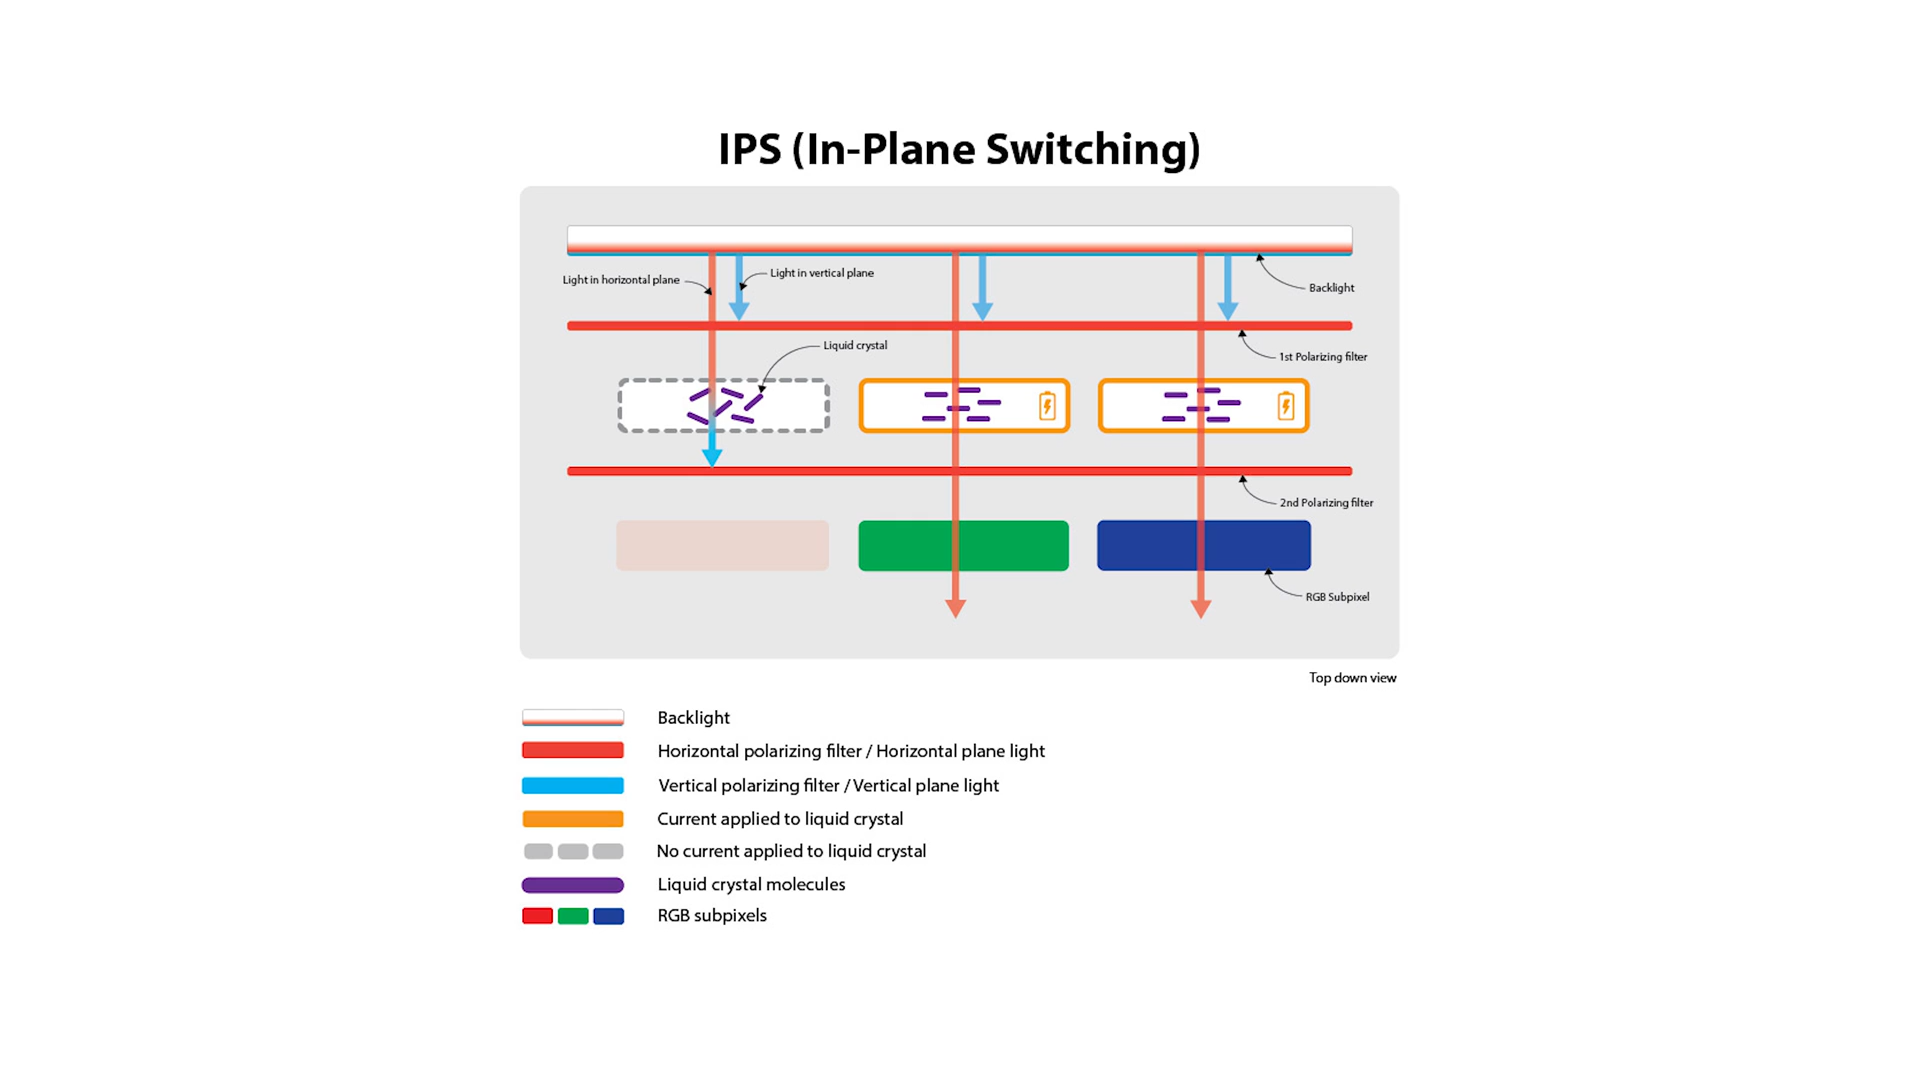 IPS (In-Plane Switching)
Light in horizontal plane
Light in vertical plane
Backlight
Liquid crystal
1st Polarizing filter
2nd Polarizing filter
RGB Subpixel
Top down view
Backlight
Horizontal polarizing filter / Horizontal plane light
Vertical polarizing filter / Vertical plane light
Current applied to liquid crystal
No current applied to liquid crystal
Liquid crystal molecules
RGB subpixels